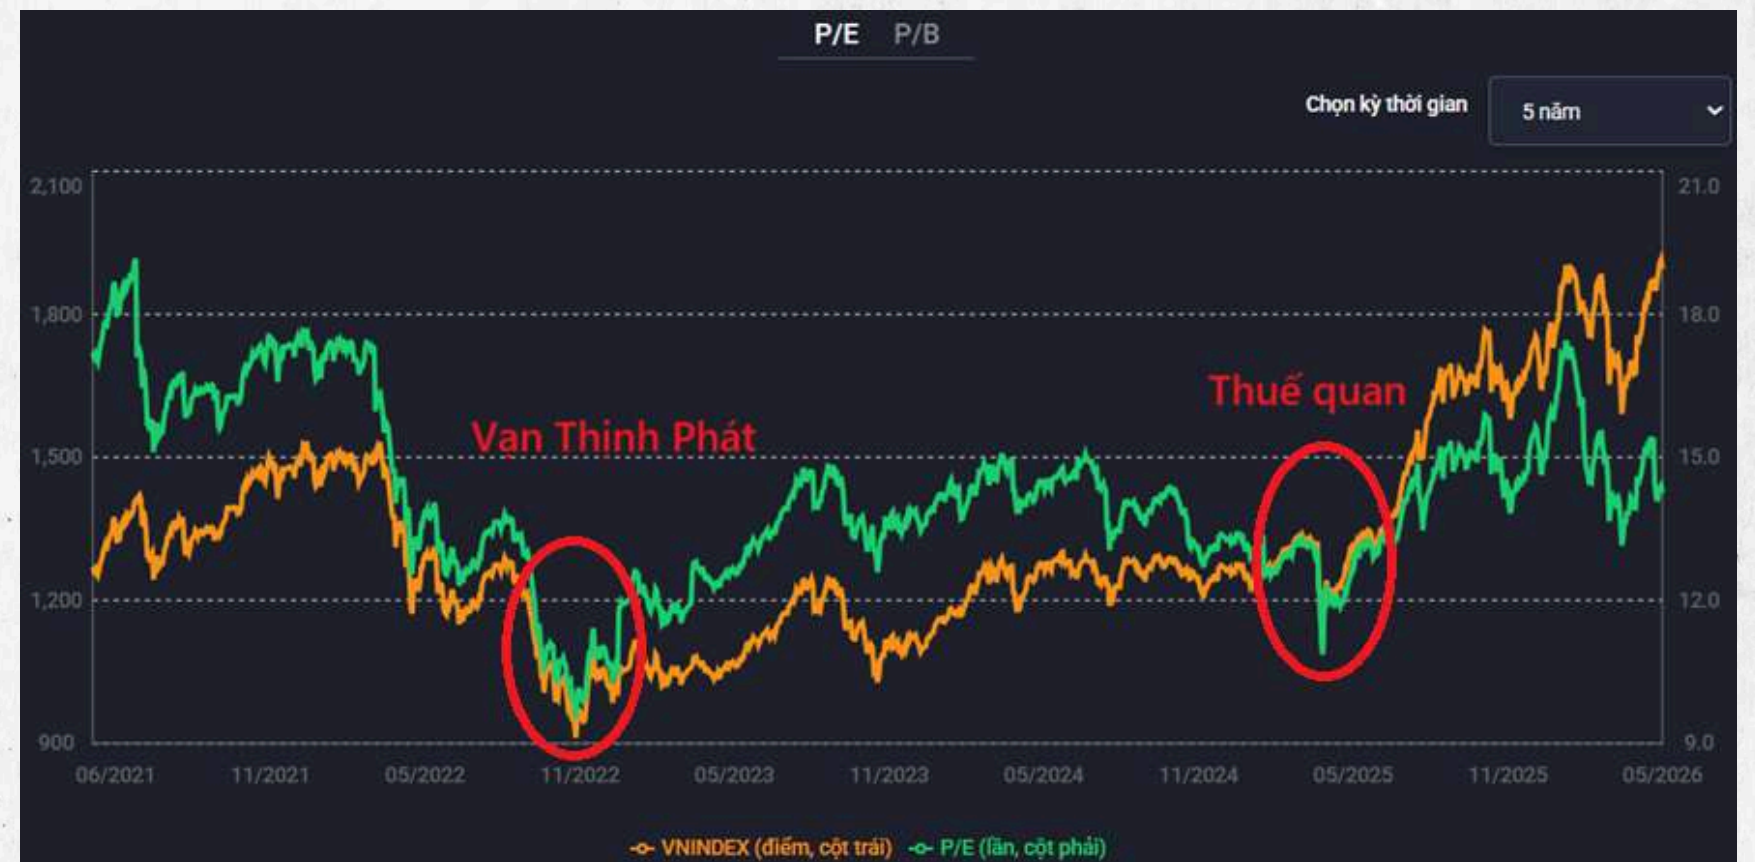 P/E P/B
Chọn kỳ thời gian 5 năm
2,100 21.0
1,800 18.0
Thuế quan
Vạn Thịnh Phát
1,500 15.0
1,200 12.0
900 9.0
06/2021 11/2021 05/2022 11/2022 05/2023 11/2023 05/2024 11/2024 05/2025 11/2025 05/2026
VNINDEX (điểm, cột trái) P/E (lần, cột phải)